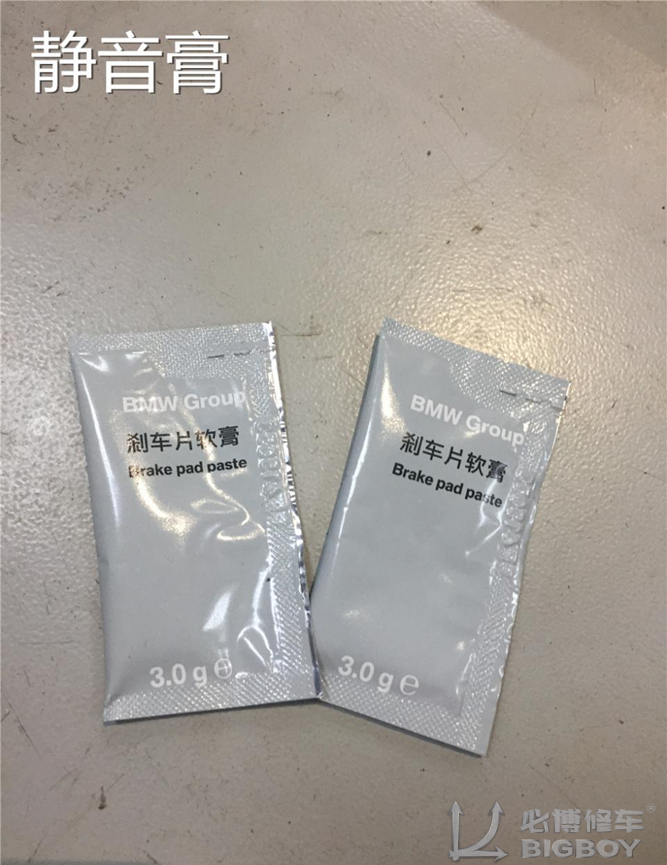 静音膏
BMW Group
刹车片软膏
Brake pad paste
3.0 g ℮
BMW Group
刹车片软膏
Brake pad paste
3.0 g ℮
必博修车®
BIGBOY